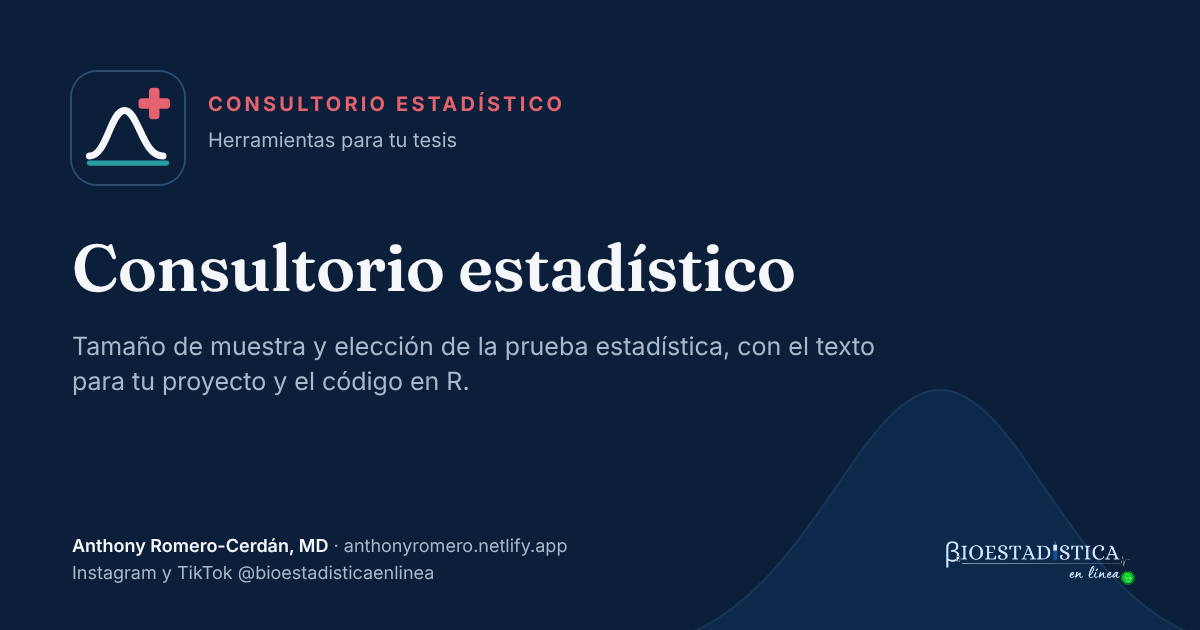 CONSULTORIO ESTADÍSTICO
Herramientas para tu tesis
Consultorio estadístico
Tamaño de muestra y elección de la prueba estadística, con el texto
para tu proyecto y el código en R.
Anthony Romero-Cerdán, MD · anthonyromero.netlify.app
Instagram y TikTok @bioestadisticaenlinea
βIOESTADÍSTICA
en línea